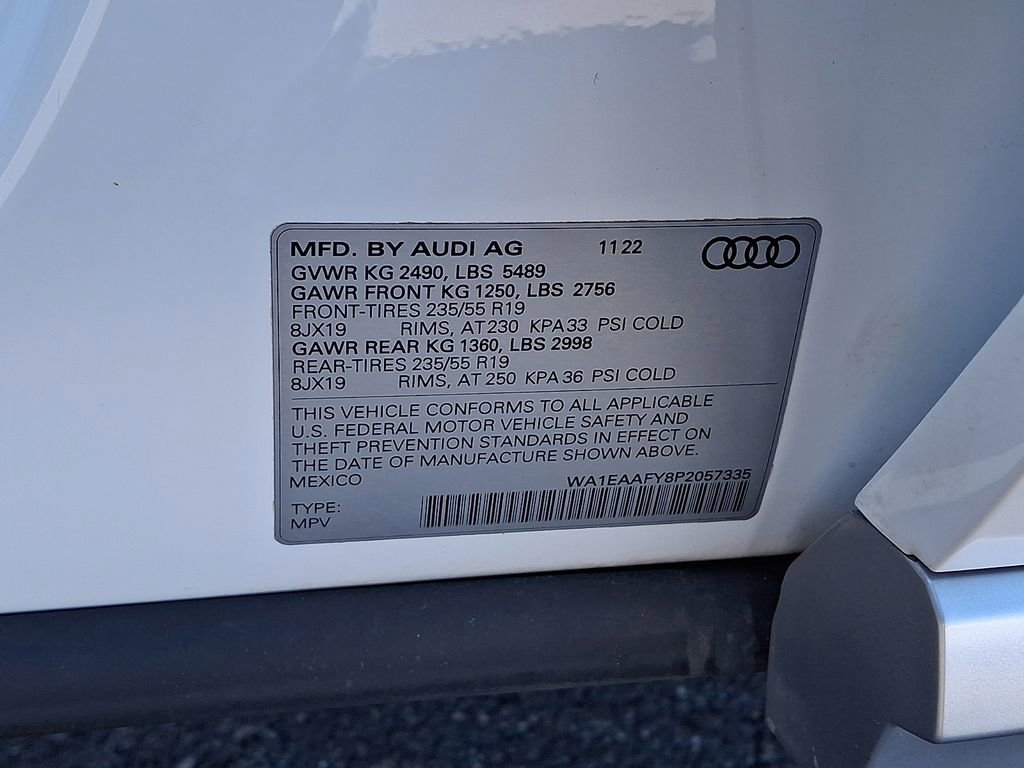 MFD. BY AUDI AG 11 22
GVWR KG 2490, LBS 5489
GAWR FRONT KG 1250, LBS 2756
FRONT-TIRES 235/55 R19
8JX19 RIMS, AT 230 KPA 33 PSI COLD
GAWR REAR KG 1360, LBS 2998
REAR-TIRES 235/55 R19
8JX19 RIMS, AT 250 KPA 36 PSI COLD
THIS VEHICLE CONFORMS TO ALL APPLICABLE
U.S. FEDERAL MOTOR VEHICLE SAFETY AND
THEFT PREVENTION STANDARDS IN EFFECT ON
THE DATE OF MANUFACTURE SHOWN ABOVE.
MEXICO WA1EAAFY8P2057335
TYPE:
MPV